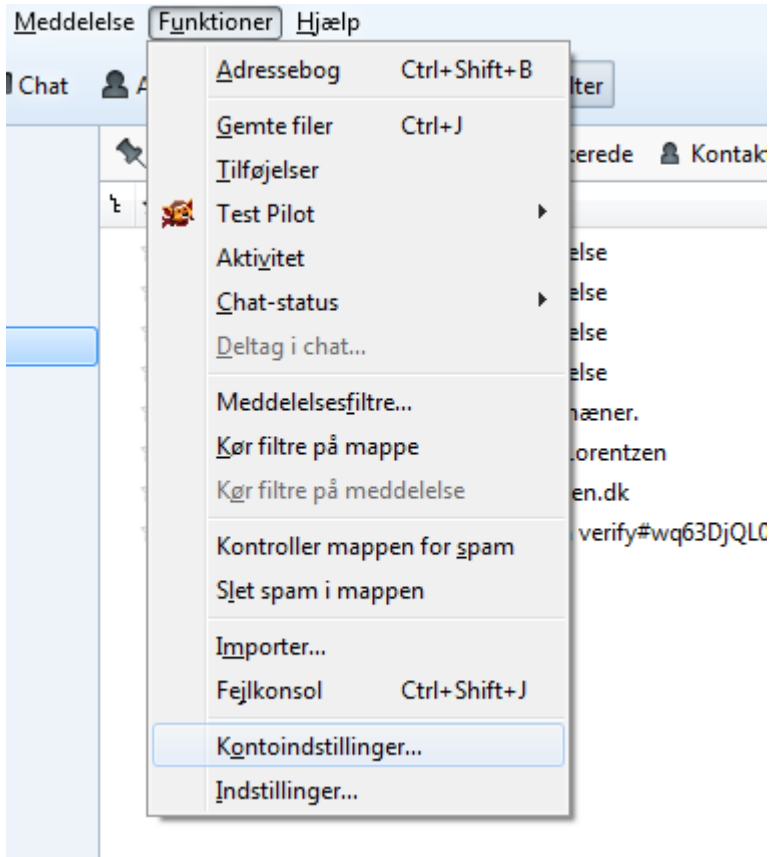 Meddelelse Funktioner Hjælp
Chat
Adressebog Ctrl+Shift+B
Gemte filer Ctrl+J
Tilføjelser
Test Pilot
Aktivitet
Chat-status
Deltag i chat...
Meddelelsesfiltre...
Kør filtre på mappe
Kør filtre på meddelelse
Kontroller mappen for spam
Slet spam i mappen
Importer...
Fejlkonsol Ctrl+Shift+J
Kontoindstillinger...
Indstillinger...
lter
erede Kontakt
else
else
else
else
næner.
orentzen
en.dk
verify#wq63DjQL0